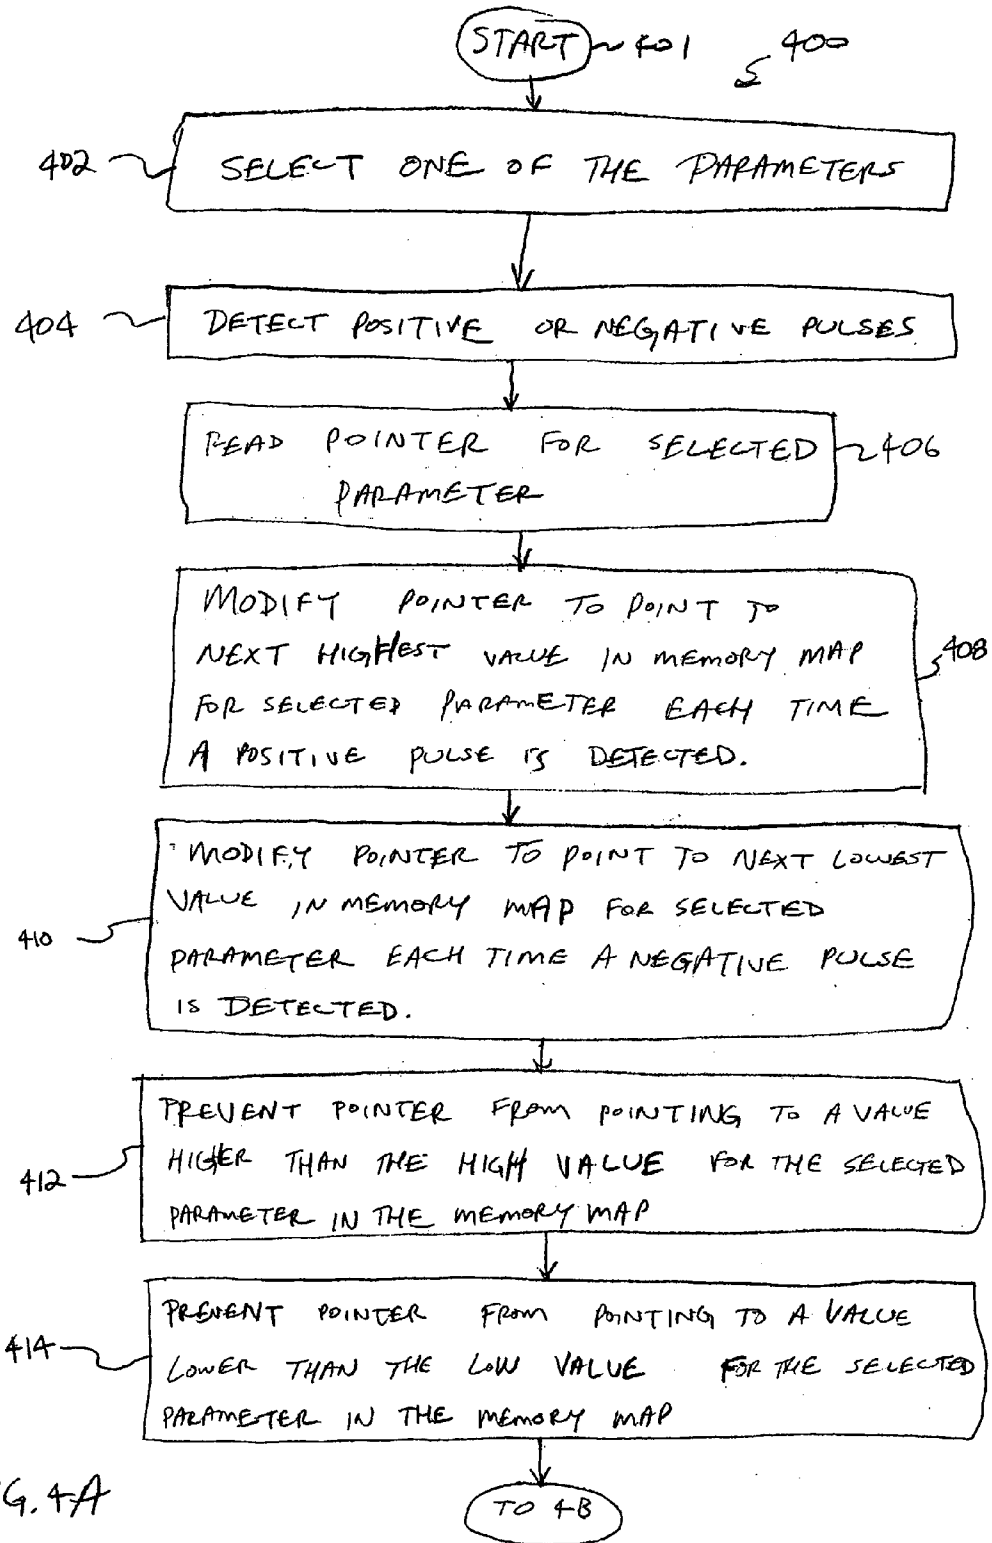 START 401
400
402 SELECT ONE OF THE PARAMETERS
404 DETECT POSITIVE OR NEGATIVE PULSES
READ POINTER FOR SELECTED 406
PARAMETER
MODIFY POINTER TO POINT TO
NEXT HIGHEST VALUE IN MEMORY MAP 408
FOR SELECTED PARAMETER EACH TIME
A POSITIVE PULSE IS DETECTED.
MODIFY POINTER TO POINT TO NEXT LOWEST
VALUE IN MEMORY MAP FOR SELECTED
410
PARAMETER EACH TIME A NEGATIVE PULSE
IS DETECTED.
PREVENT POINTER FROM POINTING TO A VALUE
412 HIGHER THAN THE HIGH VALUE FOR THE SELECTED
PARAMETER IN THE MEMORY MAP
PREVENT POINTER FROM POINTING TO A VALUE
414 LOWER THAN THE LOW VALUE FOR THE SELECTED
PARAMETER IN THE MEMORY MAP
G. 4A
TO 4B